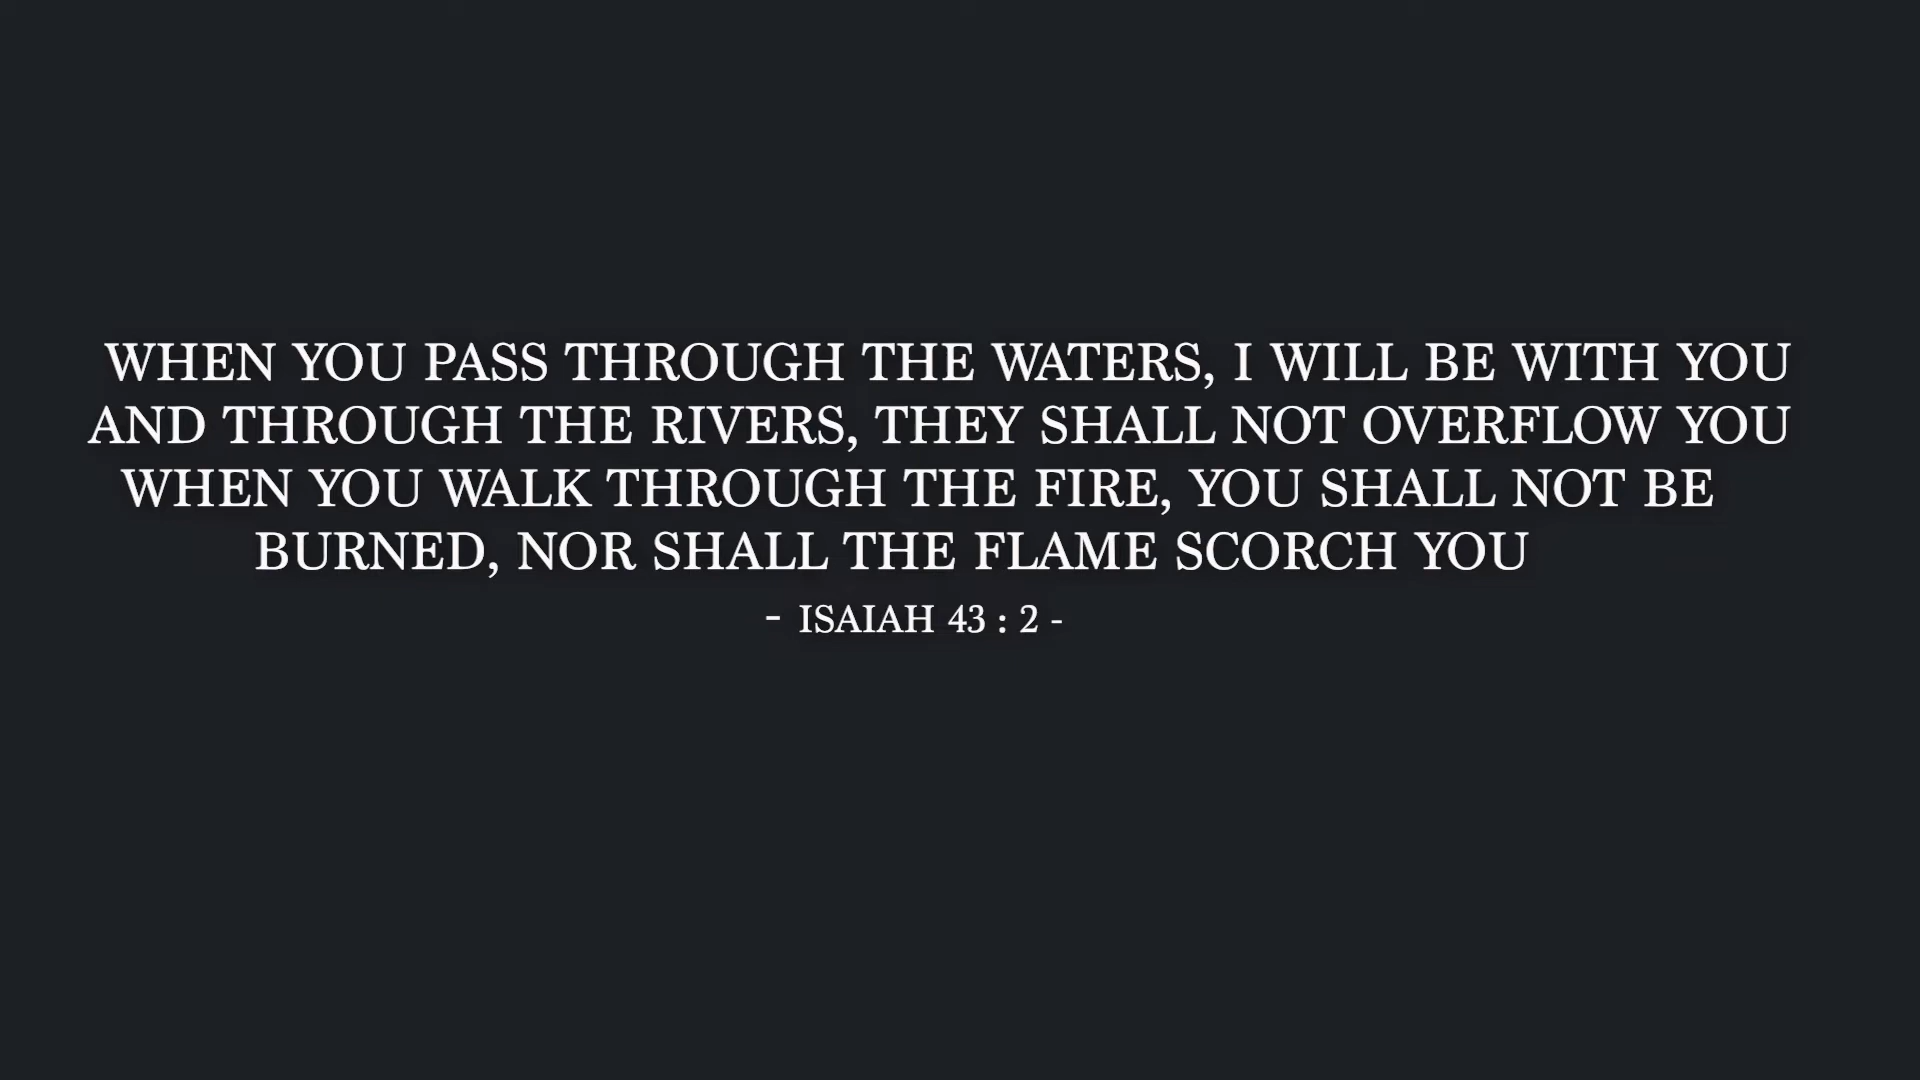 WHEN YOU PASS THROUGH THE WATERS, I WILL BE WITH YOU
AND THROUGH THE RIVERS, THEY SHALL NOT OVERFLOW YOU
WHEN YOU WALK THROUGH THE FIRE, YOU SHALL NOT BE
BURNED, NOR SHALL THE FLAME SCORCH YOU
- ISAIAH 43 : 2 -